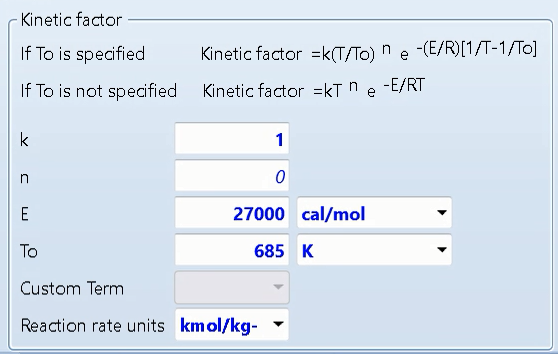 Kinetic factor
If To is specified Kinetic factor =k(T/To) n e -(E/R)[1/T-1/To]
If To is not specified Kinetic factor =kT n e -E/RT
k 1
n 0
E 27000 cal/mol
To 685 K
Custom Term
Reaction rate units kmol/kg-